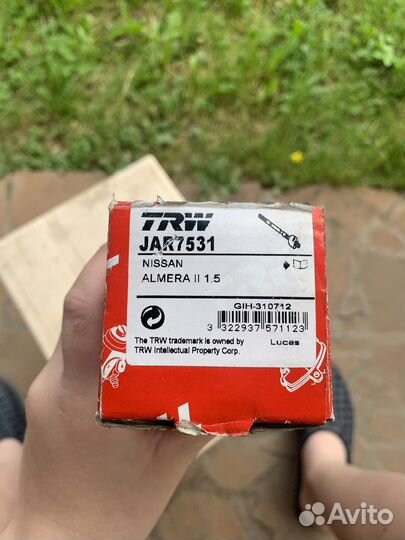 TRW
JAR7531
NISSAN
ALMERA II 1.5
GIH-310712
3 322937 571123
The TRW trademark is owned by
TRW Intellectual Property Corp.
Lucas
Avito